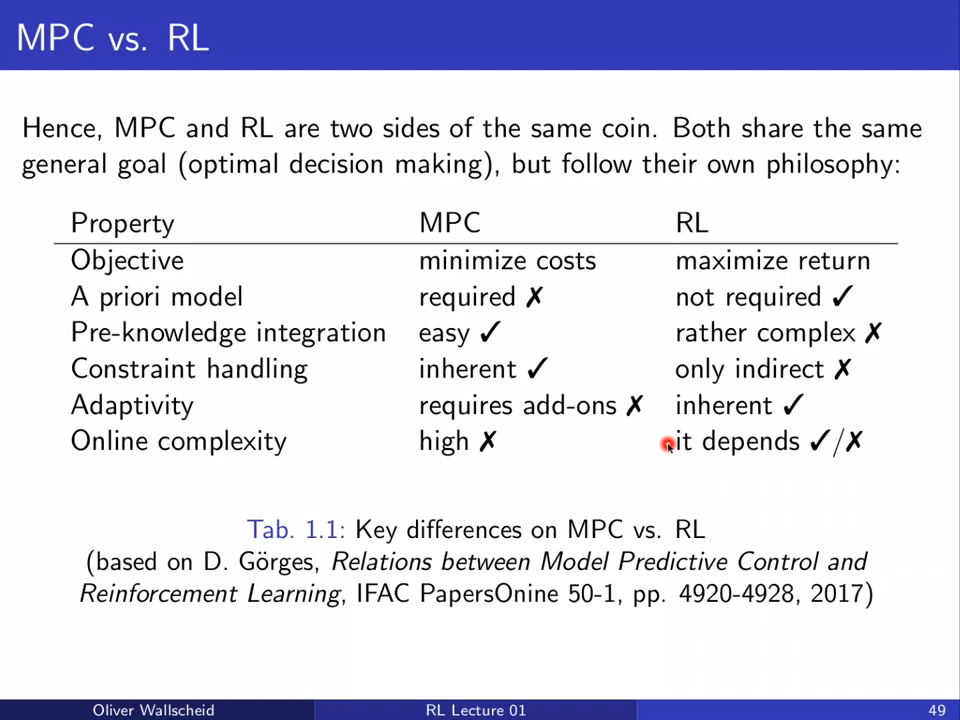 MPC vs. RL
Hence, MPC and RL are two sides of the same coin. Both share the same
general goal (optimal decision making), but follow their own philosophy:
Property MPC RL
Objective minimize costs maximize return
A priori model required ✗ not required ✓
Pre-knowledge integration easy ✓ rather complex ✗
Constraint handling inherent ✓ only indirect ✗
Adaptivity requires add-ons ✗ inherent ✓
Online complexity high ✗ it depends ✓/✗
Tab. 1.1: Key differences on MPC vs. RL
(based on D. Görges, Relations between Model Predictive Control and
Reinforcement Learning, IFAC PapersOnine 50-1, pp. 4920-4928, 2017)
Oliver Wallscheid RL Lecture 01 49